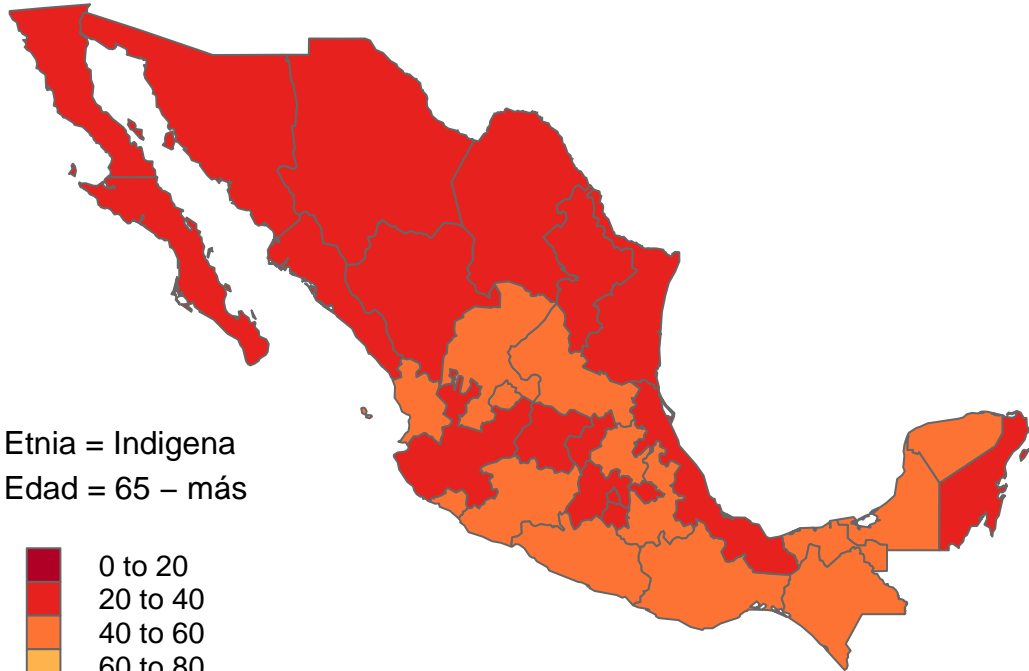 Etnia = Indigena
Edad = 65 – más
0 to 20
20 to 40
40 to 60
60 to 80